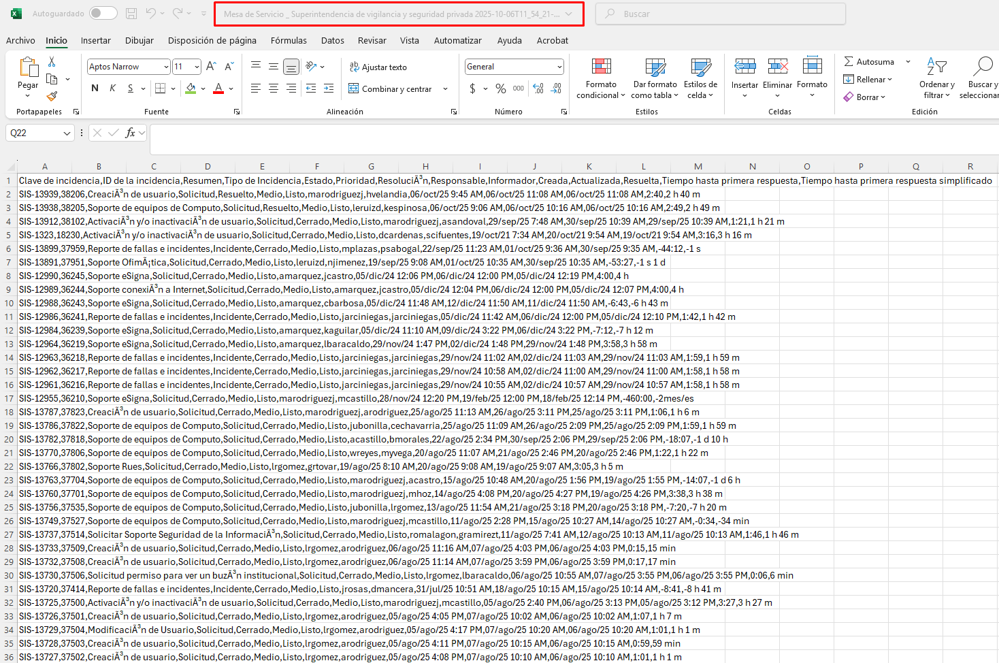 Autoguardado
Mesa de Servicio _ Superintendencia de vigilancia y seguridad privada 2025-10-06T11_54_21-...
Buscar
Archivo Inicio Insertar Dibujar Disposición de página Fórmulas Datos Revisar Vista Automatizar Ayuda Acrobat
Pegar
Portapapeles
Aptos Narrow 11
N K S
Fuente
Ajustar texto
Combinar y centrar
Alineación
General
$ % 000
Número
Formato condicional
Dar formato como tabla
Estilos de celda
Estilos
Insertar Eliminar Formato
Celdas
Autosuma
Rellenar
Borrar
Ordenar y filtrar
Buscar y seleccionar
Edición
Q22
fx
A B C D E F G H I J K L M N O P Q R
1 Clave de incidencia,ID de la incidencia,Resumen,Tipo de Incidencia,Estado,Prioridad,ResoluciÃ³n,Responsable,Informador,Creada,Actualizada,Resuelta,Tiempo hasta primera respuesta,Tiempo hasta primera respuesta simplificado
2 SIS-13939,38206,CreaciÃ³n de usuario,Solicitud,Resuelto,Medio,Listo,marodriguezj,hvelandia,06/oct/25 9:45 AM,06/oct/25 11:08 AM,06/oct/25 11:08 AM,2:40,2 h 40 m
3 SIS-13938,38205,Soporte de equipos de Computo,Solicitud,Resuelto,Medio,Listo,leruizd,kespinosa,06/oct/25 9:06 AM,06/oct/25 10:16 AM,06/oct/25 10:16 AM,2:49,2 h 49 m
4 SIS-13912,38102,ActivaciÃ³n y/o inactivaciÃ³n de usuario,Solicitud,Cerrado,Medio,Listo,marodriguezj,asandoval,29/sep/25 7:48 AM,30/sep/25 10:39 AM,29/sep/25 10:39 AM,1:21,1 h 21 m
5 SIS-1323,18230,ActivaciÃ³n y/o inactivaciÃ³n de usuario,Solicitud,Cerrado,Medio,Listo,dcardenas,scifuentes,19/oct/21 7:34 AM,20/oct/21 9:54 AM,19/oct/21 9:54 AM,3:16,3 h 16 m
6 SIS-13899,37959,Reporte de fallas e incidentes,Incidente,Cerrado,Medio,Listo,mplazas,psabogal,22/sep/25 11:23 AM,01/oct/25 9:36 AM,30/sep/25 9:35 AM,-44:12,-1 s
7 SIS-13891,37951,Soporte OfimÃ¡tica,Solicitud,Cerrado,Medio,Listo,leruizd,njimenez,19/sep/25 9:08 AM,01/oct/25 10:35 AM,30/sep/25 10:35 AM,-53:27,-1 s 1 d
8 SIS-12990,36245,Soporte eSigna,Solicitud,Cerrado,Medio,Listo,amarquez,jcastro,05/dic/24 12:06 PM,06/dic/24 12:00 PM,05/dic/24 12:19 PM,4:00,4 h
9 SIS-12989,36244,Soporte conexiÃ³n a Internet,Solicitud,Cerrado,Medio,Listo,amarquez,jcastro,05/dic/24 12:04 PM,06/dic/24 12:00 PM,05/dic/24 12:07 PM,4:00,4 h
10 SIS-12988,36243,Soporte eSigna,Solicitud,Cerrado,Medio,Listo,amarquez,cbarbosa,05/dic/24 11:48 AM,12/dic/24 11:50 AM,11/dic/24 11:50 AM,-6:43,-6 h 43 m
11 SIS-12986,36241,Reporte de fallas e incidentes,Incidente,Cerrado,Medio,Listo,jarciniegas,jarciniegas,05/dic/24 11:42 AM,06/dic/24 12:00 PM,05/dic/24 12:10 PM,1:42,1 h 42 m
12 SIS-12984,36239,Soporte eSigna,Solicitud,Cerrado,Medio,Listo,amarquez,kaguilar,05/dic/24 11:10 AM,09/dic/24 3:22 PM,06/dic/24 3:22 PM,-7:12,-7 h 12 m
13 SIS-12964,36219,Soporte eSigna,Solicitud,Cerrado,Medio,Listo,amarquez,lbaracaldo,29/nov/24 1:47 PM,02/dic/24 1:48 PM,29/nov/24 1:48 PM,3:58,3 h 58 m
14 SIS-12963,36218,Reporte de fallas e incidentes,Incidente,Cerrado,Medio,Listo,jarciniegas,jarciniegas,29/nov/24 11:02 AM,02/dic/24 11:03 AM,29/nov/24 11:03 AM,1:59,1 h 59 m
15 SIS-12962,36217,Reporte de fallas e incidentes,Incidente,Cerrado,Medio,Listo,jarciniegas,jarciniegas,29/nov/24 10:58 AM,02/dic/24 11:00 AM,29/nov/24 11:00 AM,1:58,1 h 58 m
16 SIS-12961,36216,Reporte de fallas e incidentes,Incidente,Cerrado,Medio,Listo,jarciniegas,jarciniegas,29/nov/24 10:55 AM,02/dic/24 10:57 AM,29/nov/24 10:57 AM,1:58,1 h 58 m
17 SIS-12955,36210,Soporte eSigna,Solicitud,Cerrado,Medio,Listo,marodriguezj,mcastillo,28/nov/24 12:20 PM,19/feb/25 12:00 PM,18/feb/25 12:14 PM,-460:00,-2mes/es
18 SIS-13787,37823,CreaciÃ³n de usuario,Solicitud,Cerrado,Medio,Listo,marodriguezj,arodriguez,25/ago/25 11:13 AM,26/ago/25 3:11 PM,25/ago/25 3:11 PM,1:06,1 h 6 m
19 SIS-13786,37822,Soporte de equipos de Computo,Solicitud,Cerrado,Medio,Listo,jubonilla,cechavarria,25/ago/25 11:09 AM,26/ago/25 2:09 PM,25/ago/25 2:09 PM,1:59,1 h 59 m
20 SIS-13782,37818,Soporte de equipos de Computo,Solicitud,Cerrado,Medio,Listo,acastillo,bmorales,22/ago/25 2:34 PM,30/sep/25 2:06 PM,29/sep/25 2:06 PM,-18:07,-1 d 10 h
21 SIS-13770,37806,Soporte de equipos de Computo,Solicitud,Cerrado,Medio,Listo,wreyes,myvega,20/ago/25 11:07 AM,21/ago/25 2:46 PM,20/ago/25 2:46 PM,1:22,1 h 22 m
22 SIS-13766,37802,Soporte Rues,Solicitud,Cerrado,Medio,Listo,lrgomez,grtovar,19/ago/25 8:10 AM,20/ago/25 9:08 AM,19/ago/25 9:07 AM,3:05,3 h 5 m
23 SIS-13763,37704,Soporte de equipos de Computo,Solicitud,Cerrado,Medio,Listo,marodriguezj,acastro,15/ago/25 10:48 AM,20/ago/25 1:56 PM,19/ago/25 1:55 PM,-14:07,-1 d 6 h
24 SIS-13760,37701,Soporte de equipos de Computo,Solicitud,Cerrado,Medio,Listo,marodriguezj,mhoz,14/ago/25 4:08 PM,20/ago/25 4:27 PM,19/ago/25 4:26 PM,3:38,3 h 38 m
25 SIS-13756,37535,Soporte de equipos de Computo,Solicitud,Cerrado,Medio,Listo,jubonilla,lrgomez,13/ago/25 11:54 AM,21/ago/25 3:18 PM,20/ago/25 3:18 PM,-7:20,-7 h 20 m
26 SIS-13749,37527,Soporte de equipos de Computo,Solicitud,Cerrado,Medio,Listo,marodriguezj,mcastillo,11/ago/25 2:28 PM,15/ago/25 10:27 AM,14/ago/25 10:27 AM,-0:34,-34 min
27 SIS-13737,37514,Solicitar Soporte Seguridad de la InformaciÃ³n,Solicitud,Cerrado,Medio,Listo,romalagon,gramirezt,11/ago/25 7:41 AM,12/ago/25 10:13 AM,11/ago/25 10:13 AM,1:46,1 h 46 m
28 SIS-13733,37509,CreaciÃ³n de usuario,Solicitud,Cerrado,Medio,Listo,lrgomez,arodriguez,06/ago/25 11:16 AM,07/ago/25 4:03 PM,06/ago/25 4:03 PM,0:15,15 min
29 SIS-13732,37508,CreaciÃ³n de usuario,Solicitud,Cerrado,Medio,Listo,lrgomez,arodriguez,06/ago/25 11:14 AM,07/ago/25 3:59 PM,06/ago/25 3:59 PM,0:17,17 min
30 SIS-13730,37506,Solicitud permiso para ver un buzÃ³n institucional,Solicitud,Cerrado,Medio,Listo,lrgomez,lbaracaldo,06/ago/25 10:55 AM,07/ago/25 3:55 PM,06/ago/25 3:55 PM,0:06,6 min
31 SIS-13720,37414,Reporte de fallas e incidentes,Incidente,Cerrado,Medio,Listo,jrosas,dmancera,31/jul/25 10:51 AM,18/ago/25 10:15 AM,15/ago/25 10:14 AM,-8:41,-8 h 41 m
32 SIS-13725,37500,ActivaciÃ³n y/o inactivaciÃ³n de usuario,Solicitud,Cerrado,Medio,Listo,marodriguezj,mcastillo,05/ago/25 2:40 PM,06/ago/25 3:13 PM,05/ago/25 3:12 PM,3:27,3 h 27 m
33 SIS-13726,37501,CreaciÃ³n de usuario,Solicitud,Cerrado,Medio,Listo,lrgomez,arodriguez,05/ago/25 4:05 PM,07/ago/25 10:02 AM,06/ago/25 10:02 AM,1:07,1 h 7 m
34 SIS-13729,37504,ModificaciÃ³n de Usuario,Solicitud,Cerrado,Medio,Listo,lrgomez,arodriguez,05/ago/25 4:17 PM,07/ago/25 10:20 AM,06/ago/25 10:20 AM,1:01,1 h 1 m
35 SIS-13728,37503,CreaciÃ³n de usuario,Solicitud,Cerrado,Medio,Listo,lrgomez,arodriguez,05/ago/25 4:11 PM,07/ago/25 10:15 AM,06/ago/25 10:15 AM,0:59,59 min
36 SIS-13727,37502,CreaciÃ³n de usuario,Solicitud,Cerrado,Medio,Listo,lrgomez,arodriguez,05/ago/25 4:08 PM,07/ago/25 10:10 AM,06/ago/25 10:10 AM,1:01,1 h 1 m